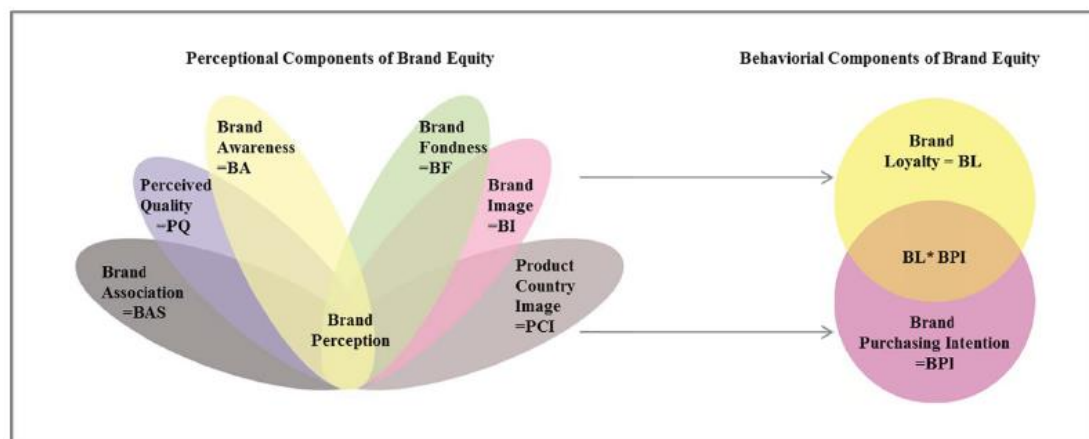 Perceptional Components of Brand Equity
Behaviorial Components of Brand Equity
Brand
Awareness
=BA
Brand
Fondness
=BF
Perceived
Quality
=PQ
Brand
Image
=BI
Brand
Association
=BAS
Product
Country
Image
=PCI
Brand
Perception
Brand
Loyalty = BL
BL* BPI
Brand
Purchasing Intention
=BPI